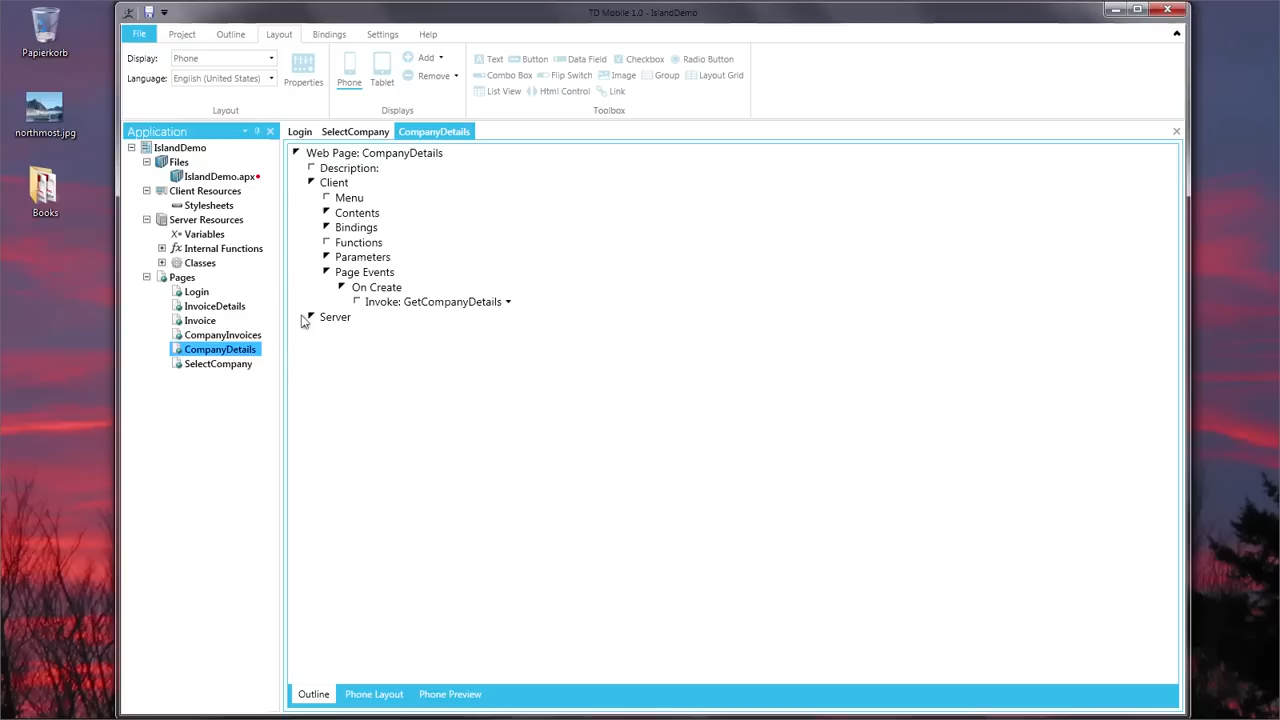 Papierkorb
northmost.jpg
Books
TD Mobile 1.0 - IslandDemo
File Project Outline Layout Bindings Settings Help
Display: Phone
Language: English (United States)
Properties
Layout
Phone Tablet
Add
Remove
Displays
Text Button Data Field Checkbox Radio Button
Combo Box Flip Switch Image Group Layout Grid
List View Html Control Link
Toolbox
Application
IslandDemo
Files
IslandDemo.apx
Client Resources
Stylesheets
Server Resources
X= Variables
fx Internal Functions
Classes
Pages
Login
InvoiceDetails
Invoice
CompanyInvoices
CompanyDetails
SelectCompany
Login SelectCompany CompanyDetails
Web Page: CompanyDetails
Description:
Client
Menu
Contents
Bindings
Functions
Parameters
Page Events
On Create
Invoke: GetCompanyDetails
Server
Outline Phone Layout Phone Preview